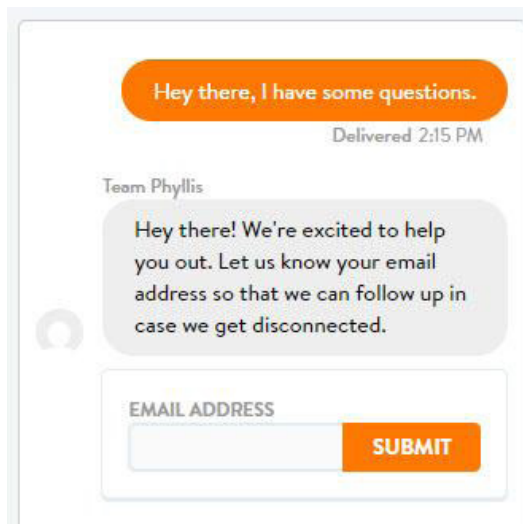 Hey there, I have some questions.
Delivered 2:15 PM
Team Phyllis
Hey there! We're excited to help
you out. Let us know your email
address so that we can follow up in
case we get disconnected.
EMAIL ADDRESS
SUBMIT